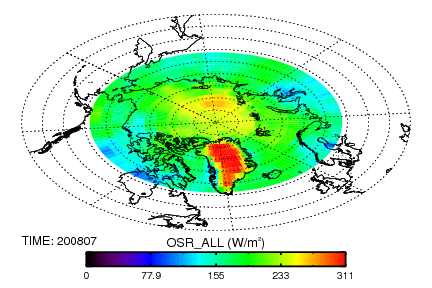 TIME: 200807
OSR_ALL (W/m²)
0 77.9 155 233 311